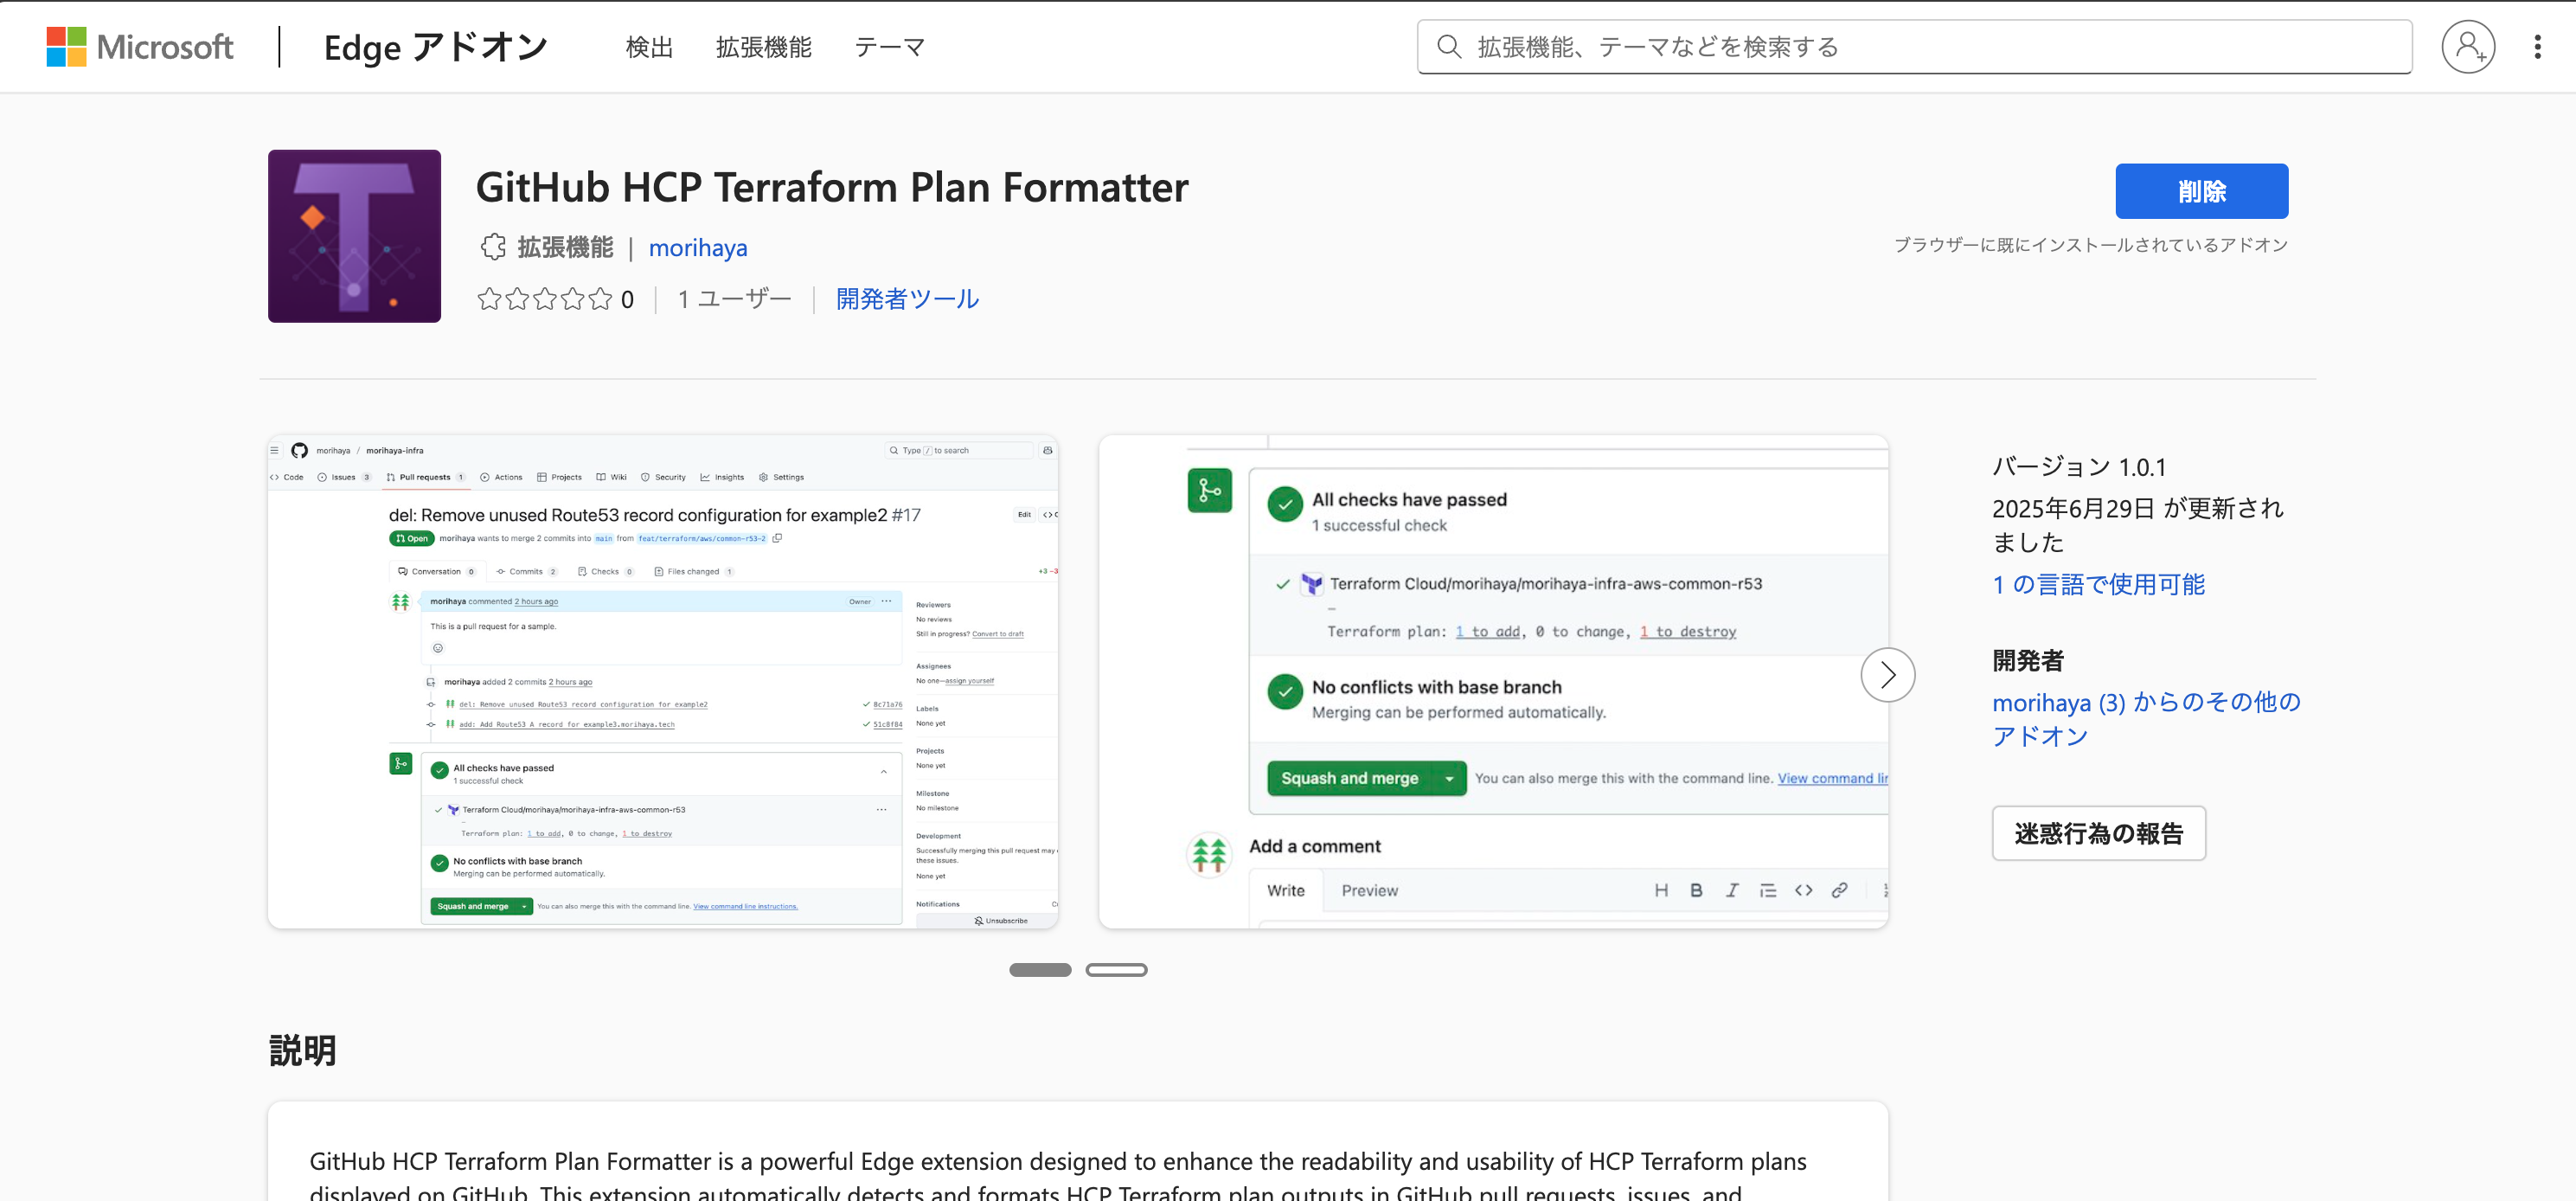 Microsoft
Edge アドオン
検出
拡張機能
テーマ
拡張機能、テーマなどを検索する
GitHub HCP Terraform Plan Formatter
拡張機能 | morihaya
0
1 ユーザー
開発者ツール
削除
ブラウザーに既にインストールされているアドオン
morihaya / morihaya-infra
Type / to search
Code
Issues 3
Pull requests 1
Actions
Projects
Wiki
Security
Insights
Settings
del: Remove unused Route53 record configuration for example2 #17
Edit
Open
morihaya wants to merge 2 commits into main from feat/terraform/aws/common-r53-2
Conversation 0
Commits 2
Checks 0
Files changed 1
+3 −3
morihaya commented 2 hours ago
Owner
This is a pull request for a sample.
morihaya added 2 commits 2 hours ago
del: Remove unused Route53 record configuration for example2
8c71a76
add: Add Route53 A record for example3.morihaya.tech
51c8f84
All checks have passed
1 successful check
Terraform Cloud/morihaya/morihaya-infra-aws-common-r53
–
Terraform plan: 1 to add, 0 to change, 1 to destroy
No conflicts with base branch
Merging can be performed automatically.
Squash and merge
You can also merge this with the command line. View command line instructions.
Reviewers
No reviews
Still in progress? Convert to draft
Assignees
No one—assign yourself
Labels
None yet
Projects
None yet
Milestone
No milestone
Development
Successfully merging this pull request may
these issues.
None yet
Notifications
Unsubscribe
All checks have passed
1 successful check
Terraform Cloud/morihaya/morihaya-infra-aws-common-r53
–
Terraform plan: 1 to add, 0 to change, 1 to destroy
No conflicts with base branch
Merging can be performed automatically.
Squash and merge
You can also merge this with the command line. View command lin
Add a comment
Write
Preview
H B I
バージョン 1.0.1
2025年6月29日 が更新され
ました
1 の言語で使用可能
開発者
morihaya (3) からのその他の
アドオン
迷惑行為の報告
説明
GitHub HCP Terraform Plan Formatter is a powerful Edge extension designed to enhance the readability and usability of HCP Terraform plans
displayed on GitHub. This extension automatically detects and formats HCP Terraform plan outputs in GitHub pull requests, issues, and